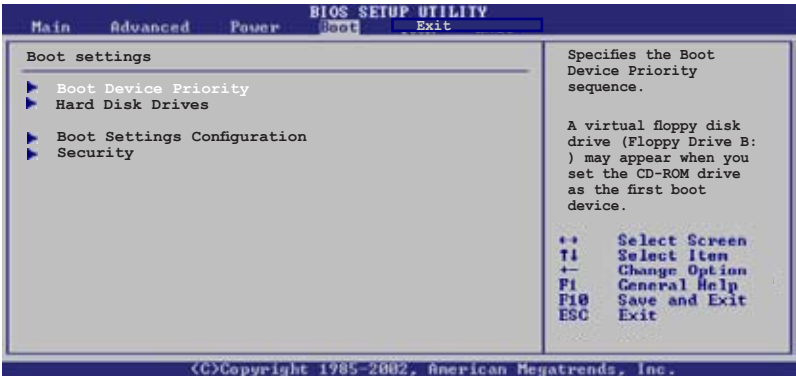 BIOS SETUP UTILITY
Main Advanced Power Boot Exit
Boot settings
Boot Device Priority
Hard Disk Drives
Boot Settings Configuration
Security
Specifies the Boot
Device Priority
sequence.
A virtual floppy disk
drive (Floppy Drive B:
) may appear when you
set the CD-ROM drive
as the first boot
device.
←→ Select Screen
↑↓ Select Item
+- Change Option
F1 General Help
F10 Save and Exit
ESC Exit
(C)Copyright 1985-2002, American Megatrends, Inc.